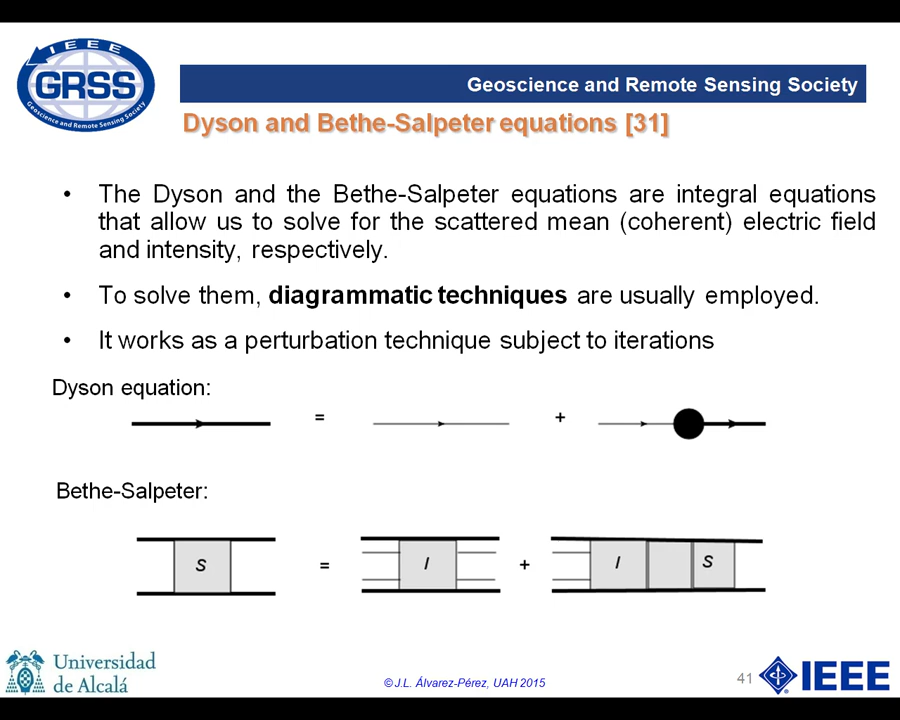 IEEE
GRSS
Geoscience and Remote Sensing Society
Geoscience and Remote Sensing Society
Dyson and Bethe-Salpeter equations [31]
• The Dyson and the Bethe-Salpeter equations are integral equations
that allow us to solve for the scattered mean (coherent) electric field
and intensity, respectively.
• To solve them, diagrammatic techniques are usually employed.
• It works as a perturbation technique subject to iterations
Dyson equation:
= +
Bethe-Salpeter:
S = I + I S
Universidad
de Alcalá
© J.L. Álvarez-Pérez, UAH 2015
41
IEEE